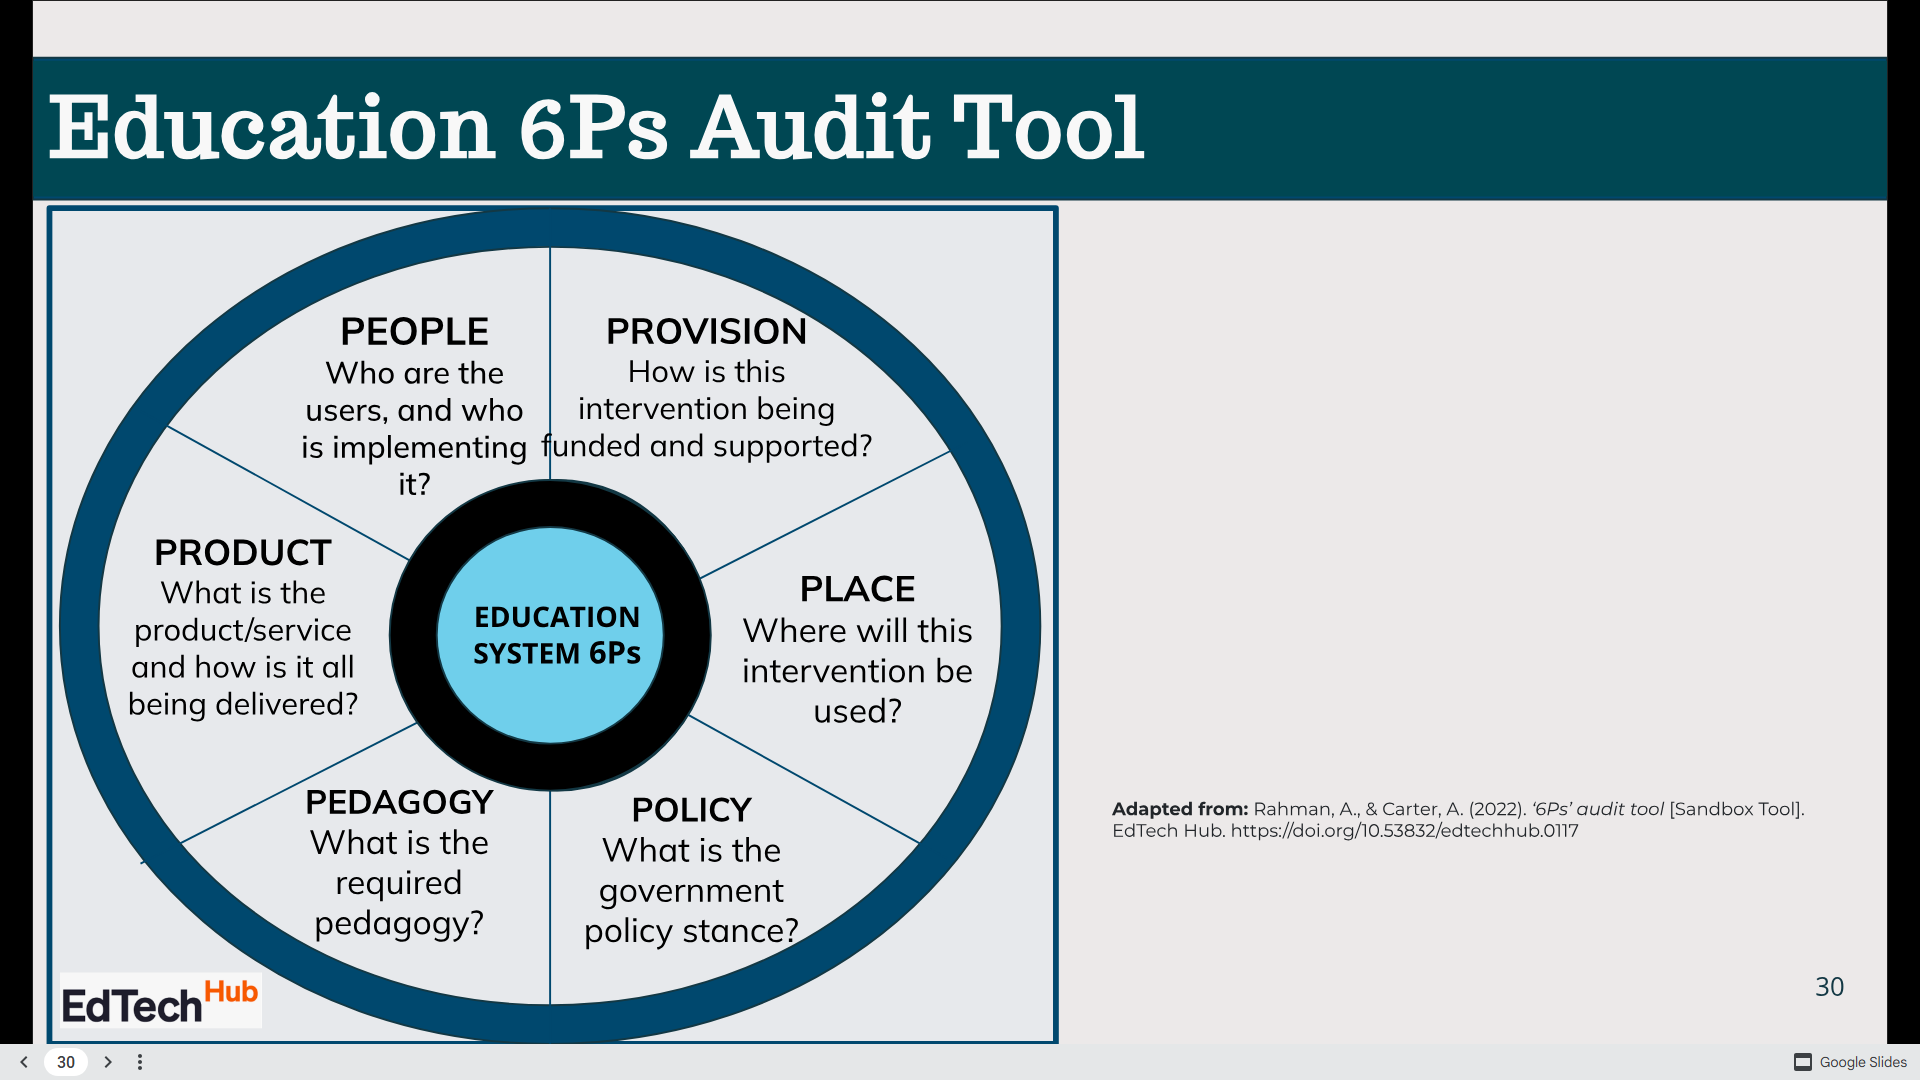 Education 6Ps Audit Tool
PEOPLE
Who are the
users, and who
is implementing
it?
PROVISION
How is this
intervention being
funded and supported?
PRODUCT
What is the
product/service
and how is it all
being delivered?
EDUCATION
SYSTEM 6Ps
PLACE
Where will this
intervention be
used?
PEDAGOGY
What is the
required
pedagogy?
POLICY
What is the
government
policy stance?
Adapted from: Rahman, A., & Carter, A. (2022). ‘6Ps’ audit tool [Sandbox Tool].
EdTech Hub. https://doi.org/10.53832/edtechhub.0117
EdTech Hub
30
30
Google Slides